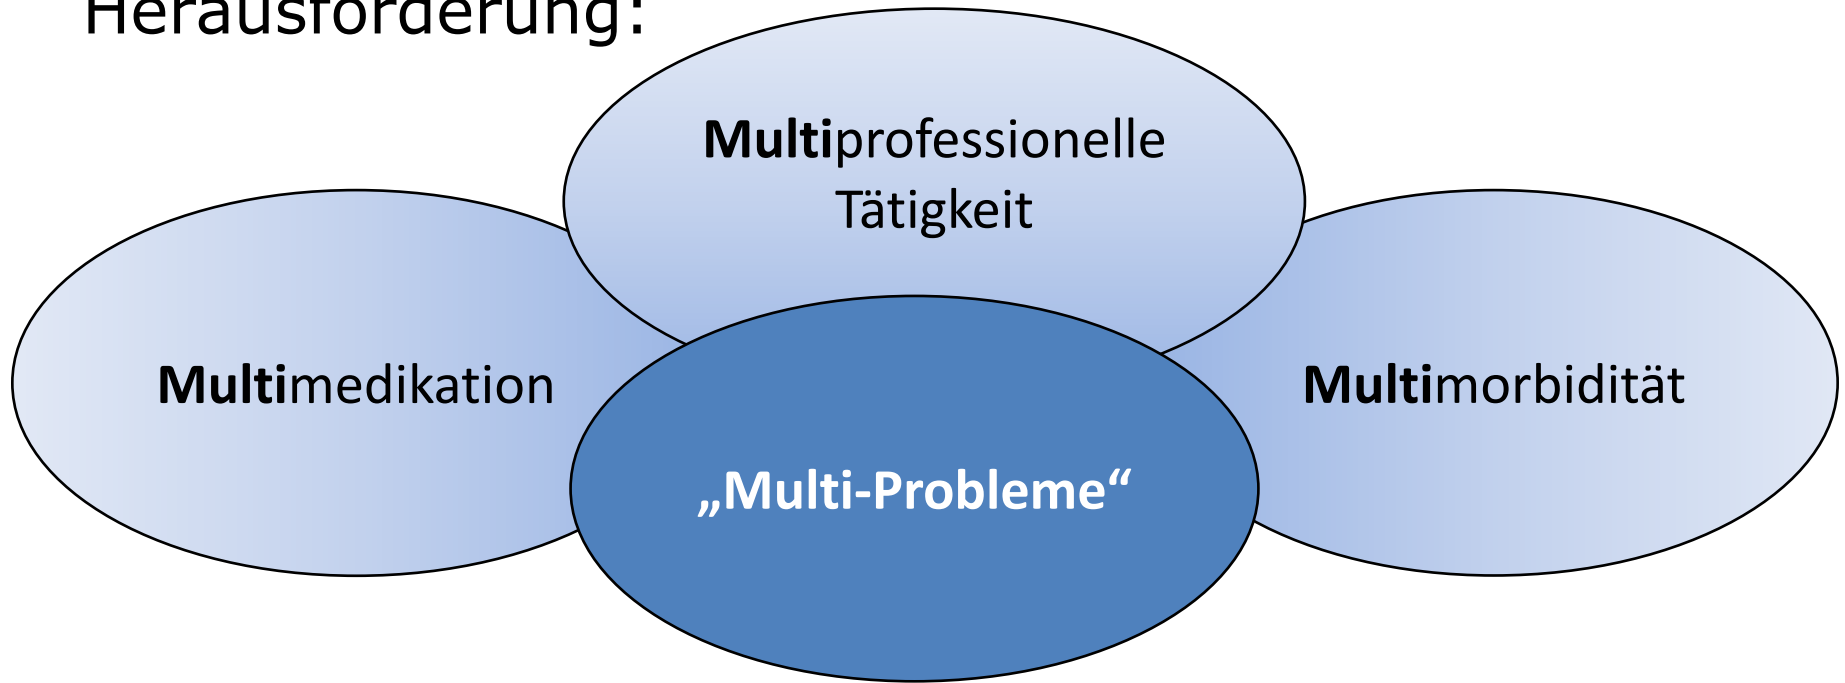 Herausforderung:
Multiprofessionelle
Tätigkeit
Multimedikation
Multimorbidität
„Multi-Probleme“